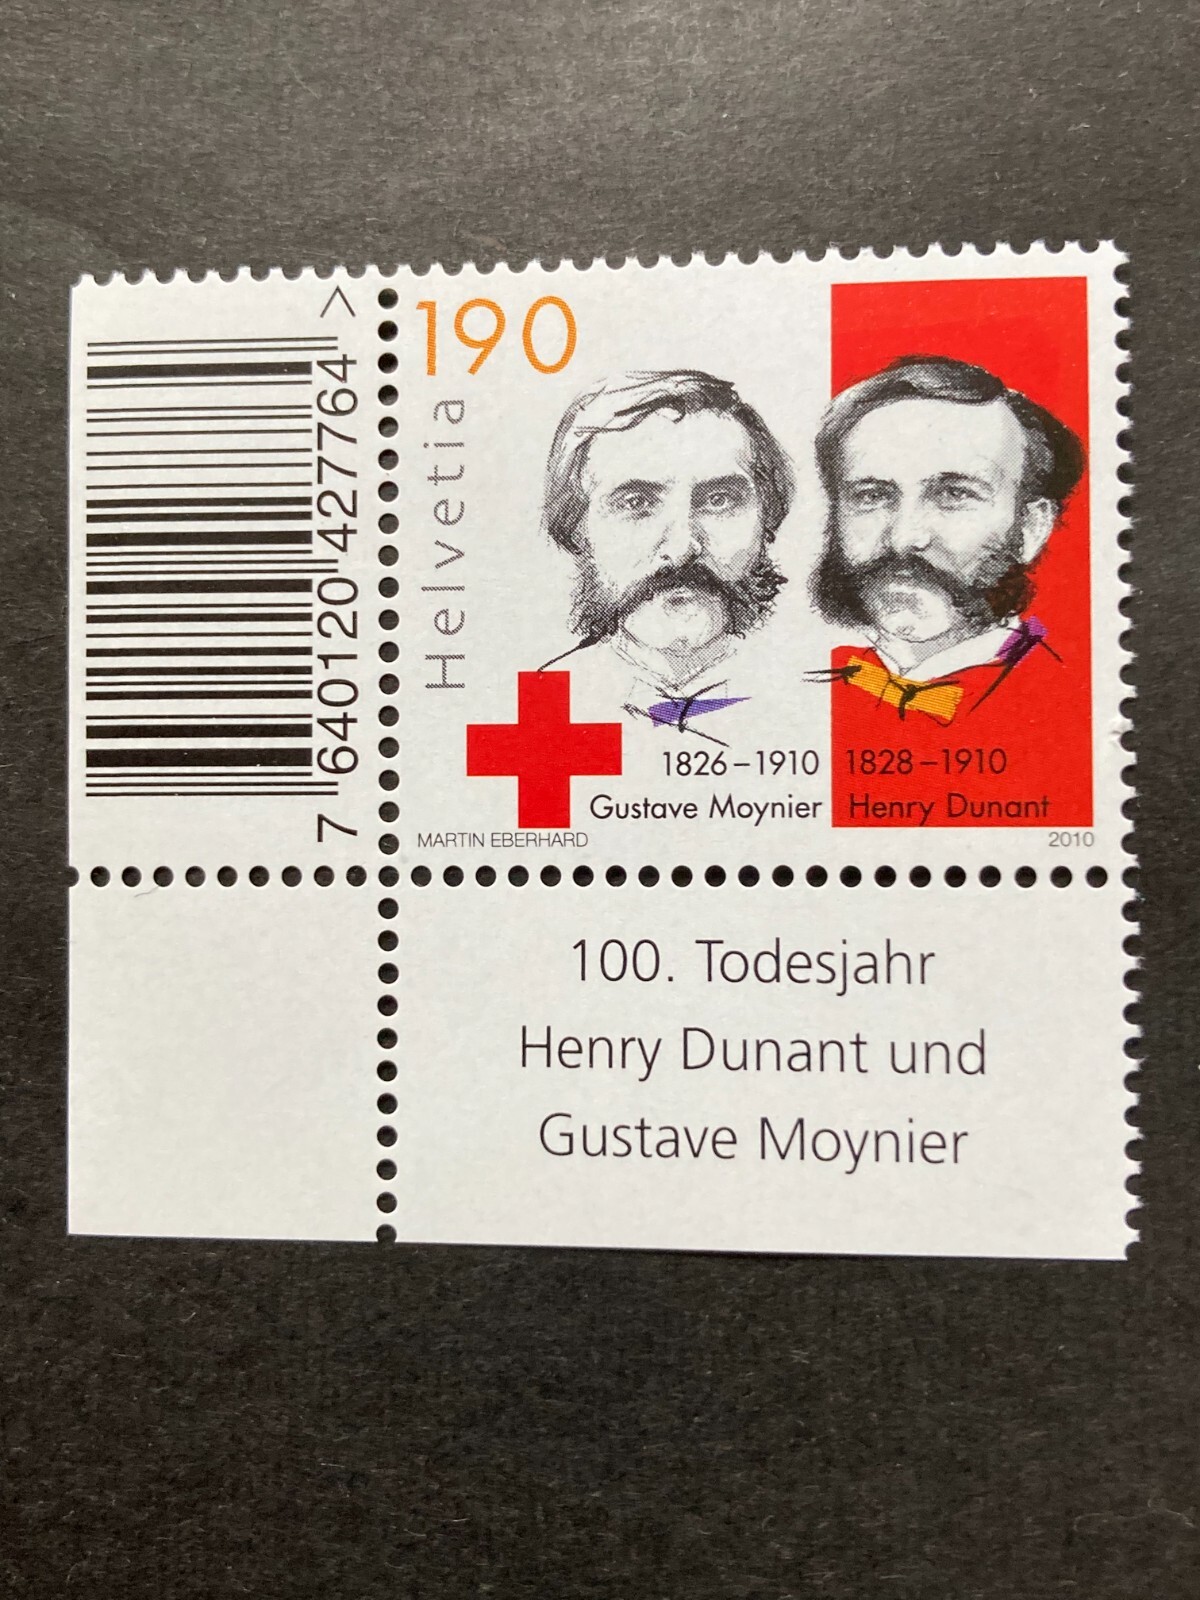 7 640120 427764 >
190
Helvetia
1826–1910
Gustave Moynier
1828–1910
Henry Dunant
MARTIN EBERHARD
2010
100. Todesjahr
Henry Dunant und
Gustave Moynier